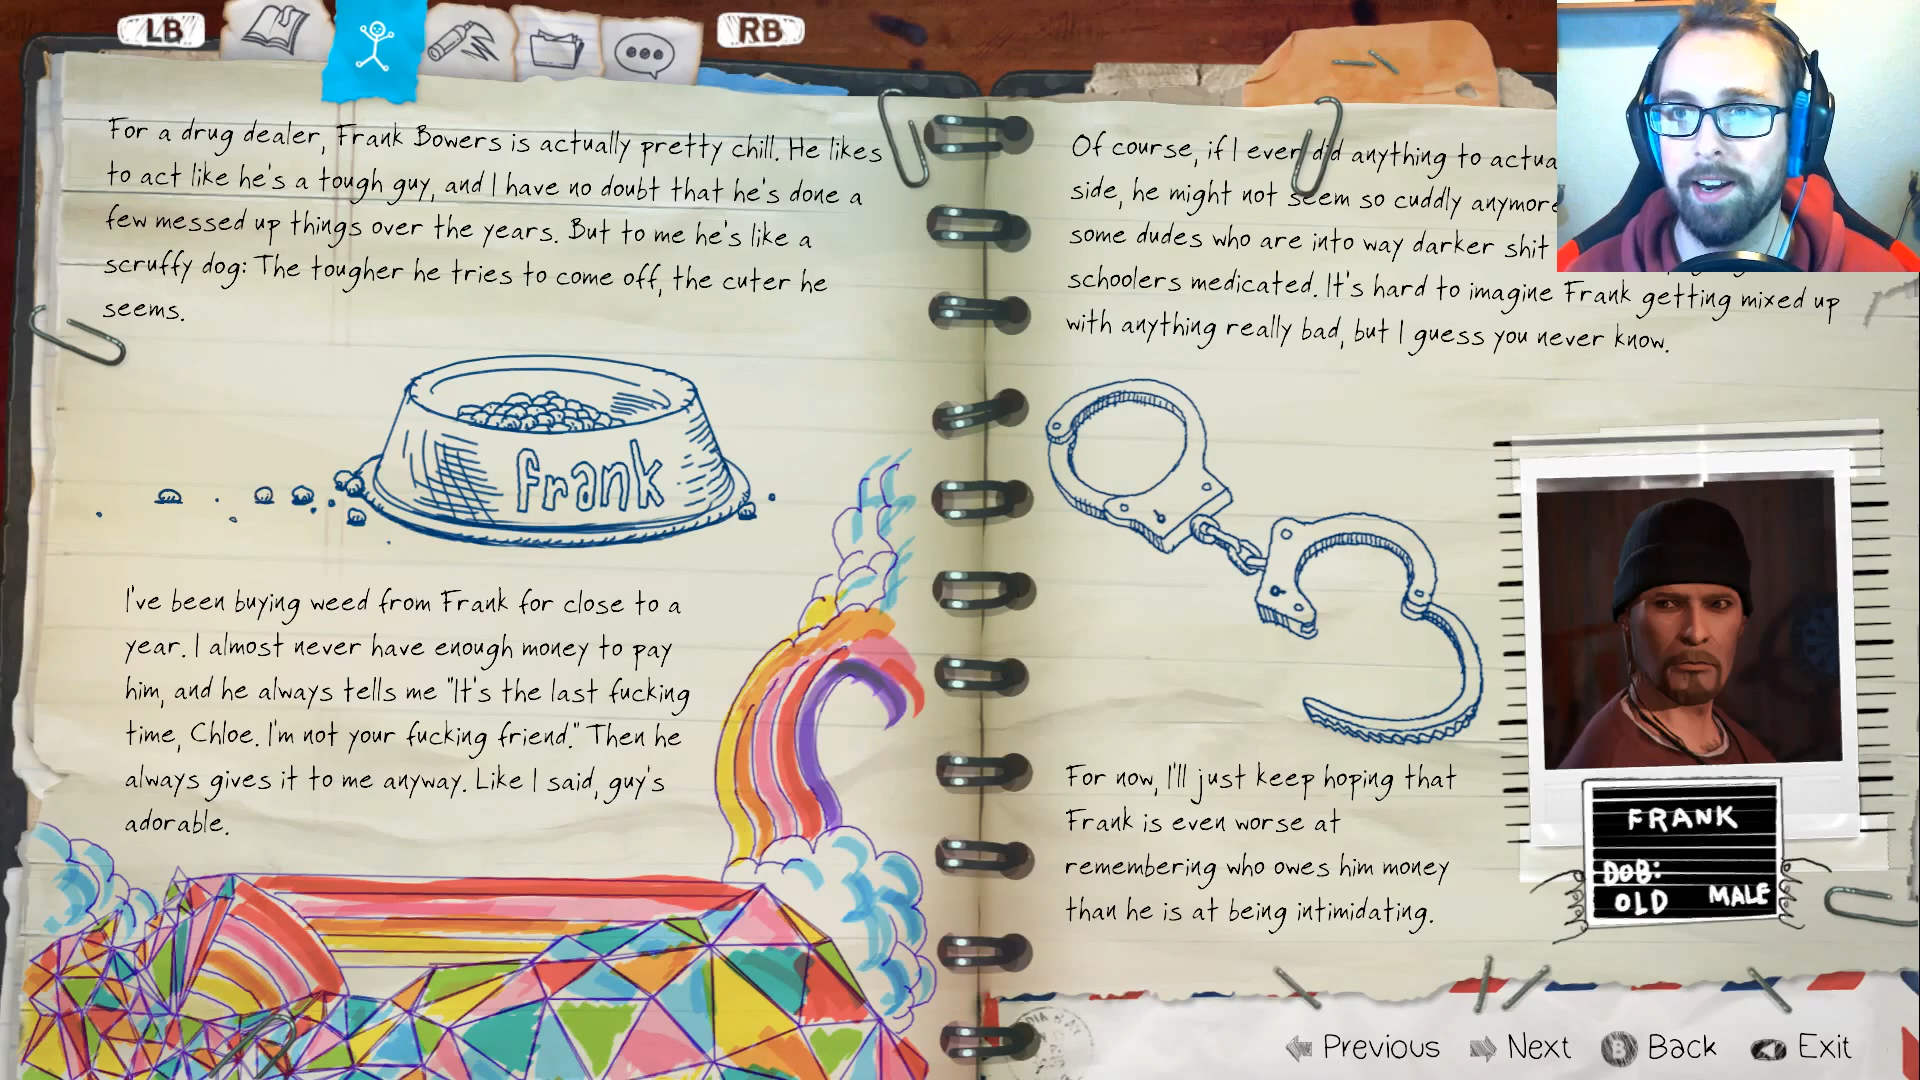 LB
RB
For a drug dealer, Frank Bowers is actually pretty chill. He likes
to act like he's a tough guy, and I have no doubt that he's done a
few messed up things over the years. But to me he's like a
scruffy dog: The tougher he tries to come off, the cuter he
seems.
frank
I've been buying weed from Frank for close to a
year. I almost never have enough money to pay
him, and he always tells me "It's the last fucking
time, Chloe. I'm not your fucking friend." Then he
always gives it to me anyway. Like I said, guy's
adorable.
Of course, if I ever did anything to
side, he might not seem so cuddly anymore
some dudes who are into way darker shit
schoolers medicated. It's hard to imagine Frank getting mixed up
with anything really bad, but I guess you never know.
For now, I'll just keep hoping that
Frank is even worse at
remembering who owes him money
than he is at being intimidating.
FRANK
DOB:
OLD MALE
Previous Next B Back Exit